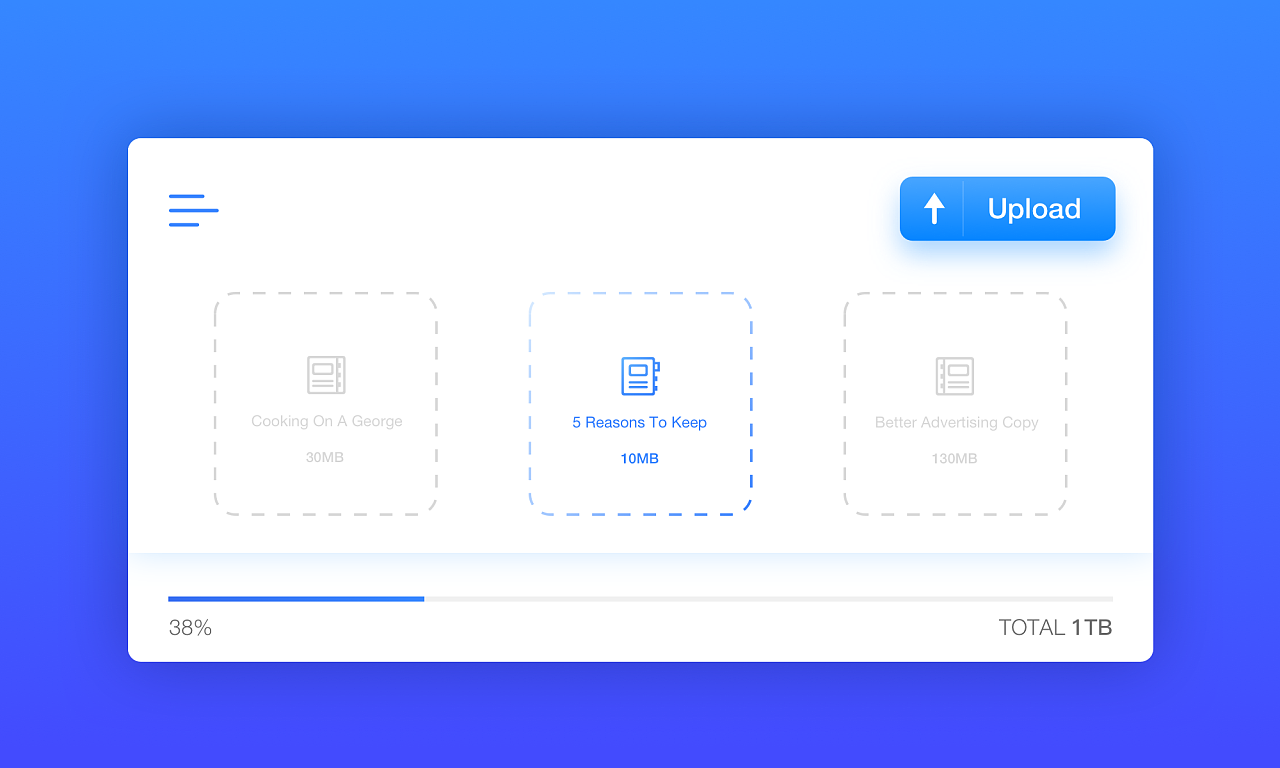 Upload
Cooking On A George
30MB
5 Reasons To Keep
10MB
Better Advertising Copy
130MB
38%
TOTAL 1TB